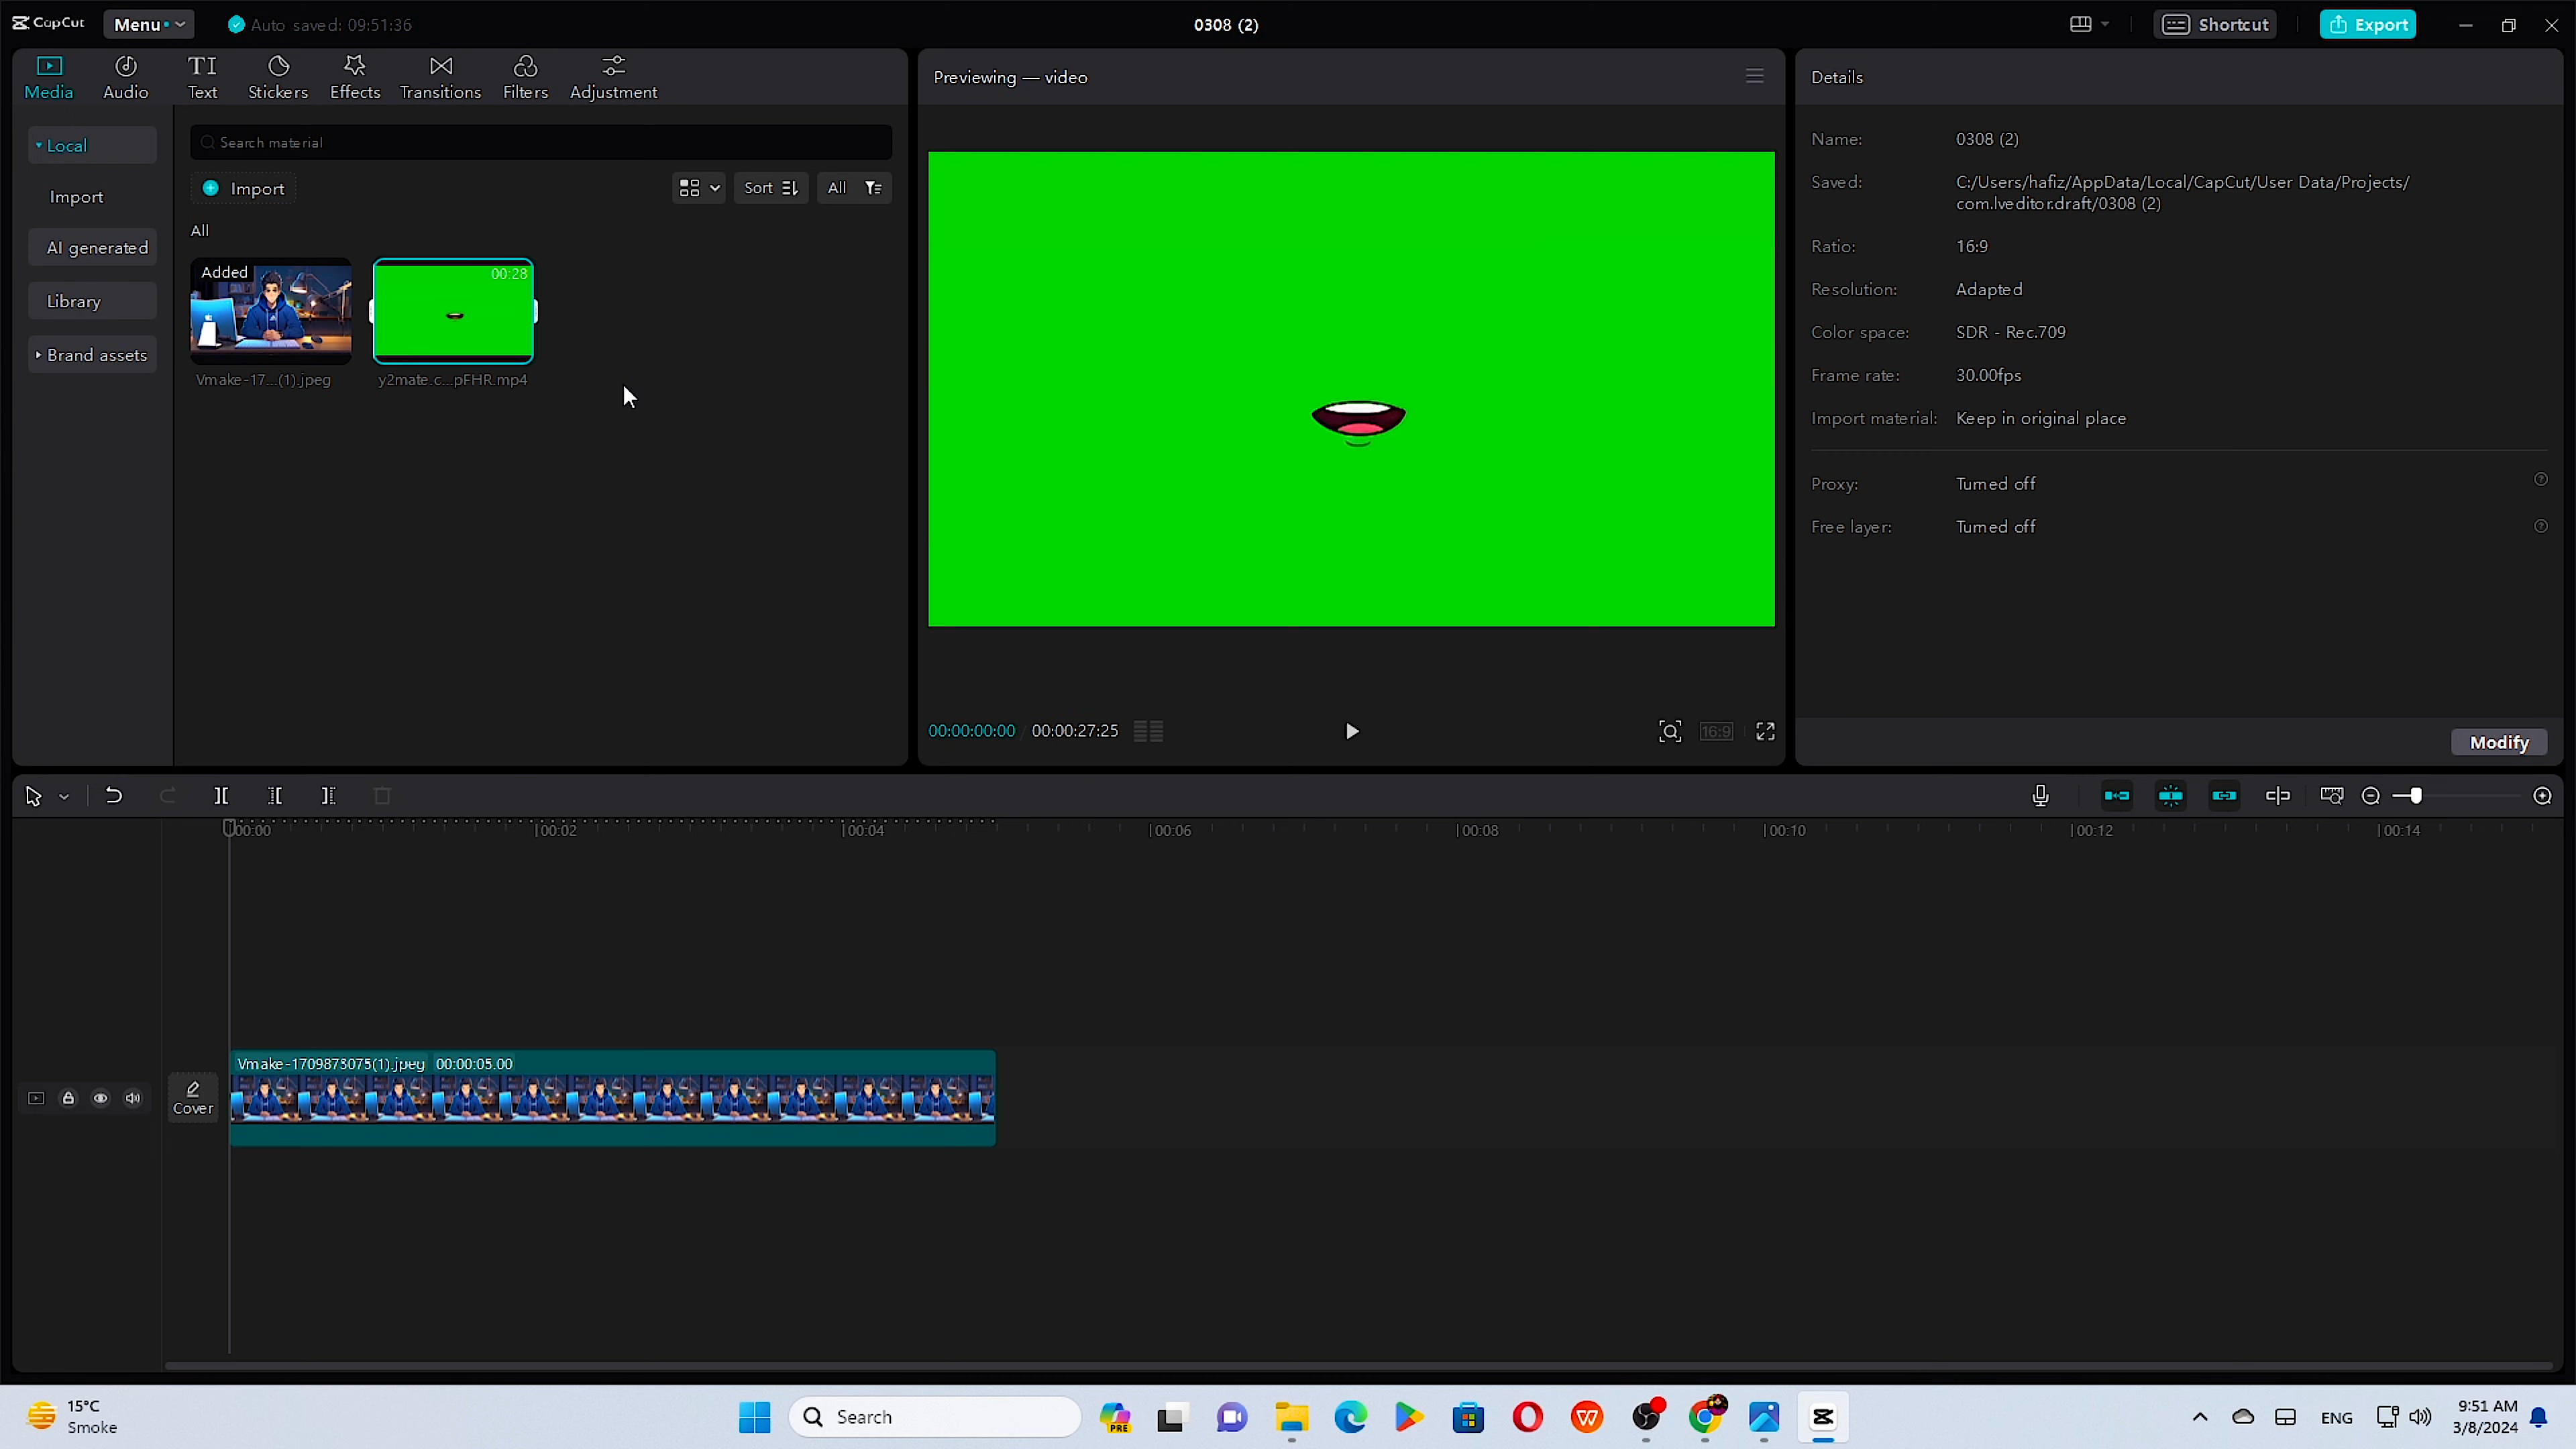 CapCut
Menu
Auto saved: 09:51:36
0308 (2)
Shortcut
Export
Media
Audio
TI
Text
Stickers
Effects
Transitions
Filters
Adjustment
Previewing — video
Details
Local
Import
AI generated
Library
Brand assets
Search material
Import
Sort
All
All
Added
00:28
Vmake-17...(1).jpeg
y2mate.c...pFHR.mp4
Name: 0308 (2)
Saved: C:/Users/hafiz/AppData/Local/CapCut/User Data/Projects/
com.lveditor.draft/0308 (2)
Ratio: 16:9
Resolution: Adapted
Color space: SDR - Rec.709
Frame rate: 30.00fps
Import material: Keep in original place
Proxy: Turned off
Free layer: Turned off
00:00:00:00
00:00:27:25
16:9
Modify
00:00
00:02
00:04
00:06
00:08
00:10
00:12
00:14
Vmake-1709873075(1).jpeg 00:00:05:00
Cover
15°C
Smoke
Search
PRE
ENG
9:51 AM
3/8/2024